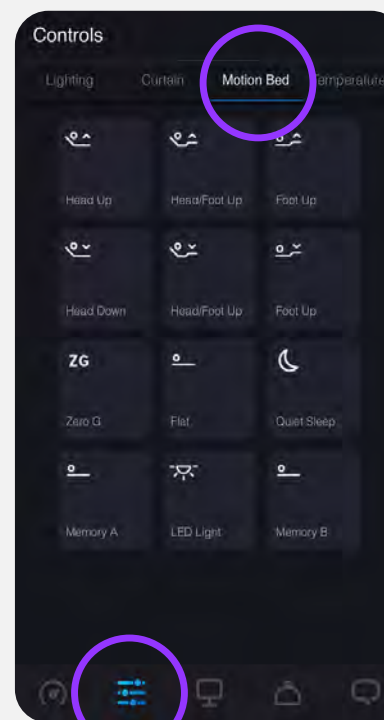 Controls
Lighting Curtain Motion Bed Temperature
Head Up Head/Foot Up Foot Up
Head Down Head/Foot Up Foot Up
ZG
Zero G Flat Quiet Sleep
Memory A LED Light Memory B